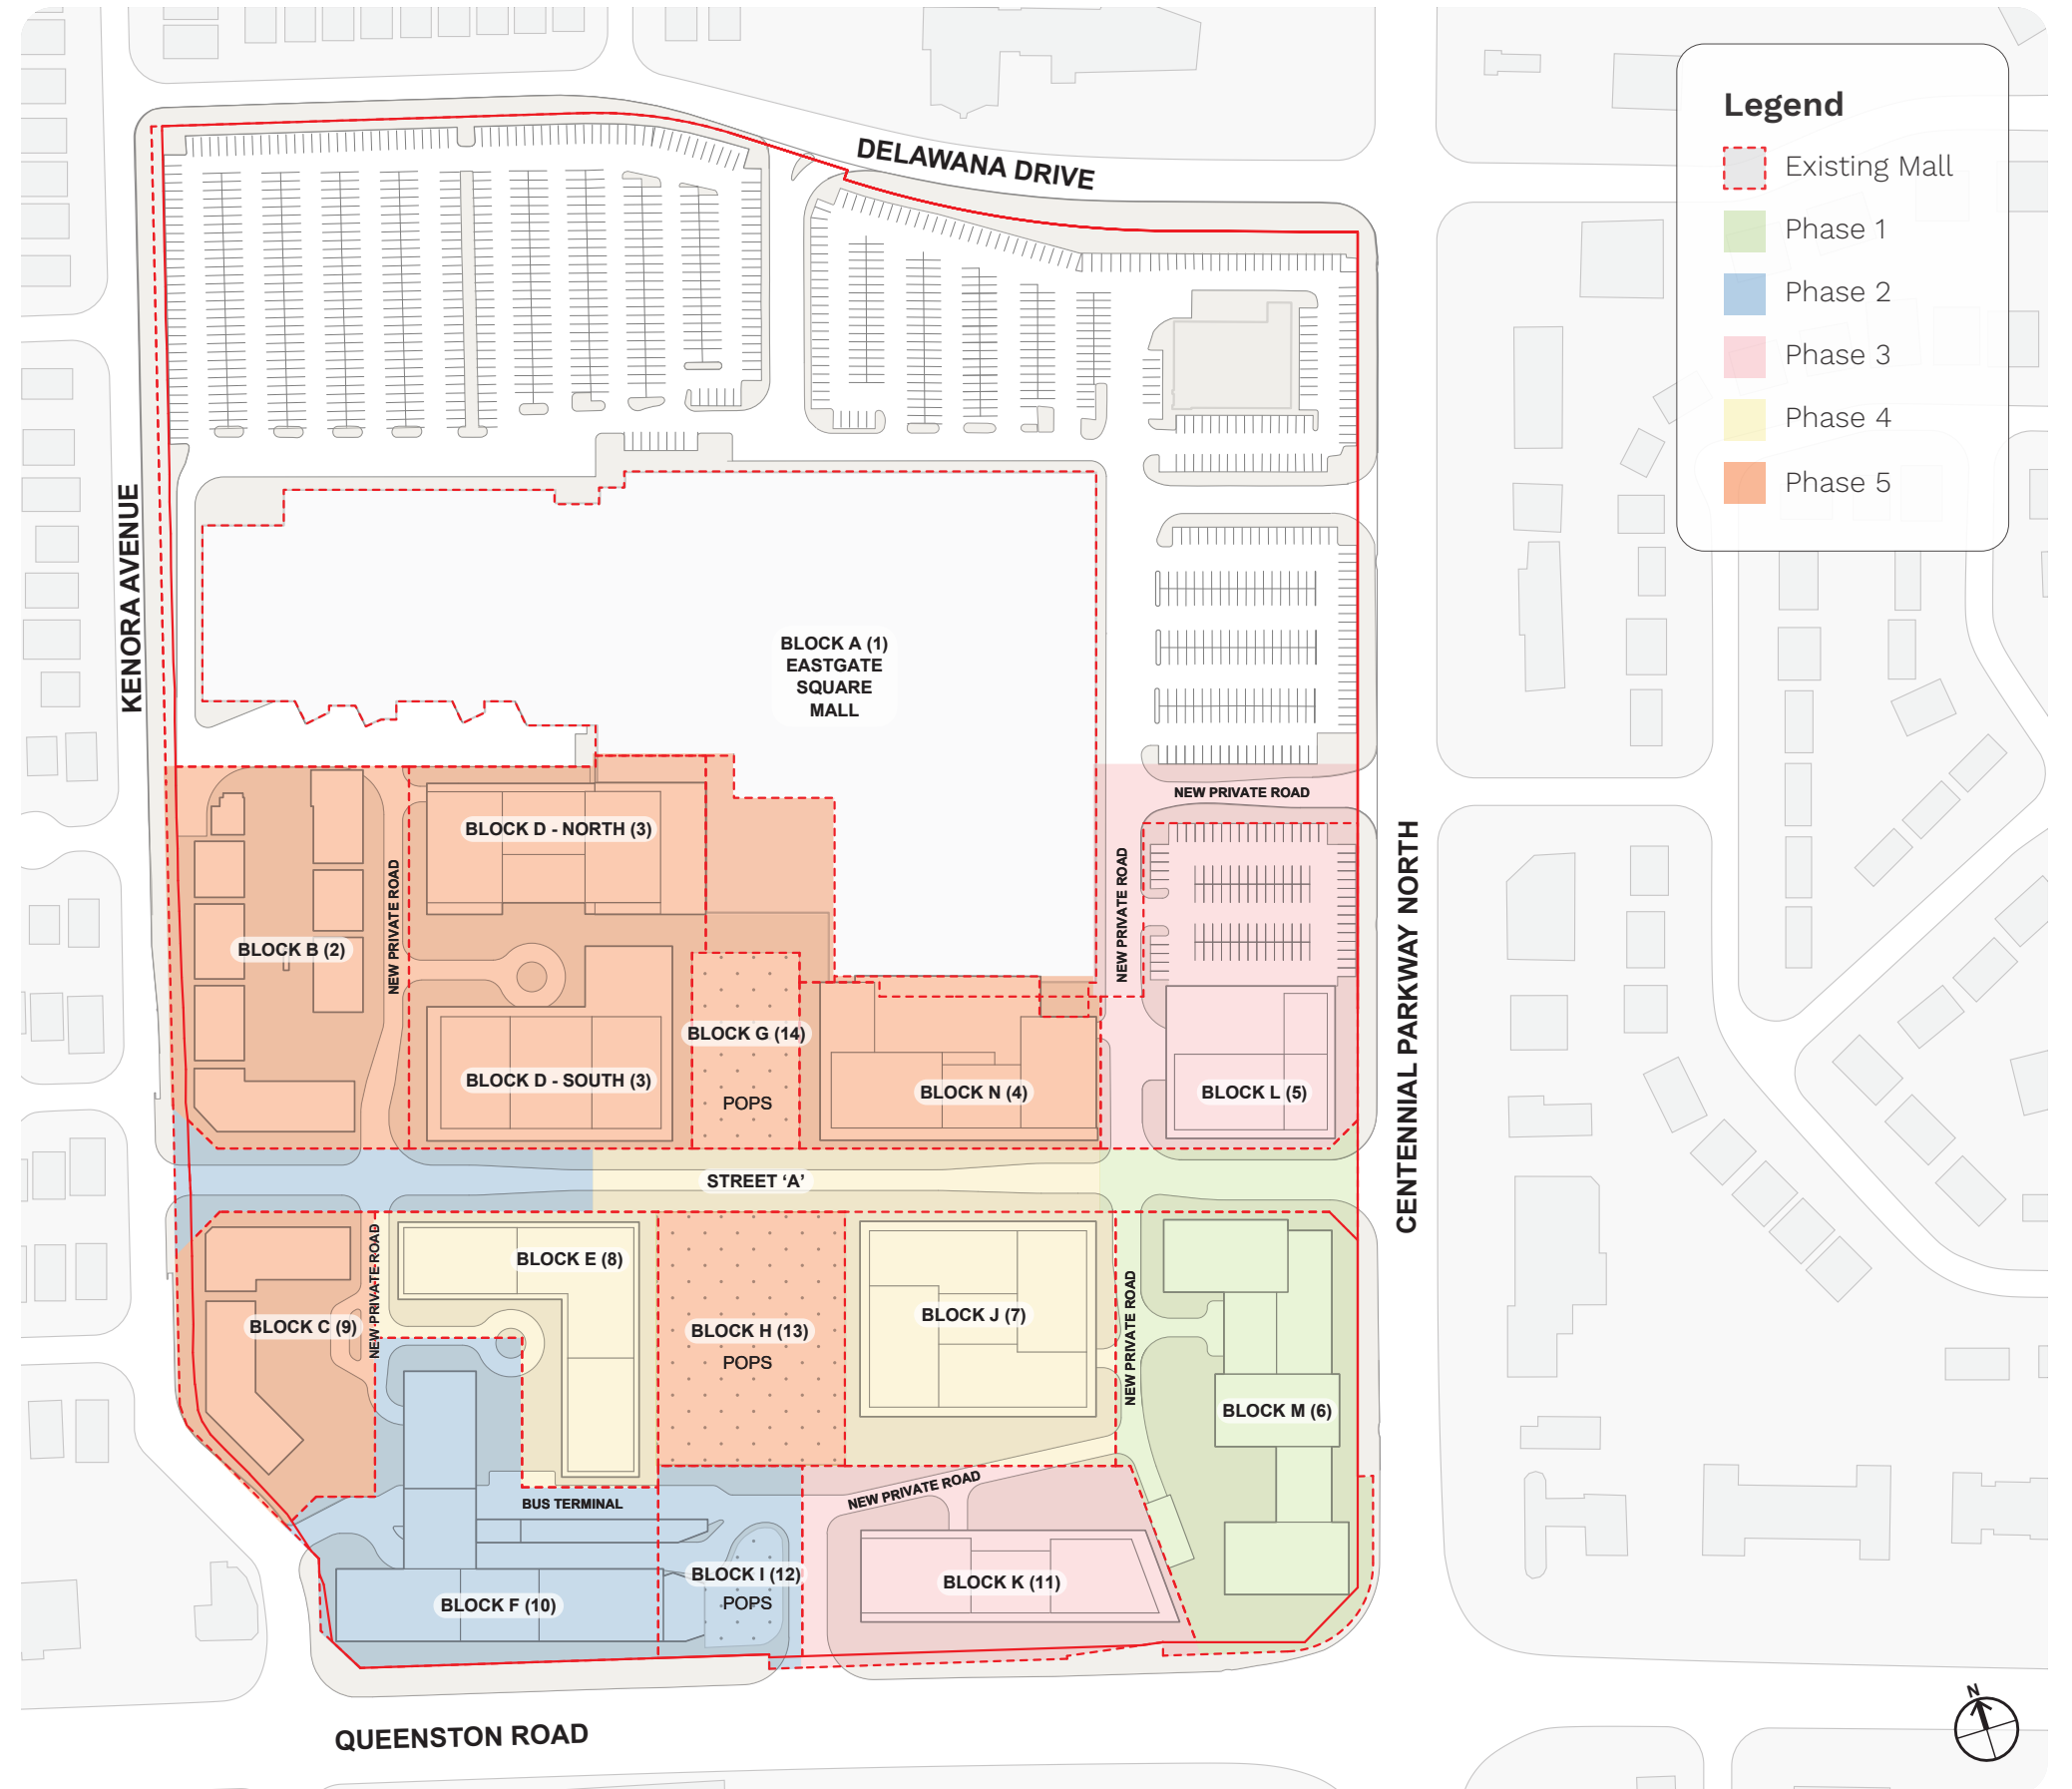 DELAWANA DRIVE
Legend
Existing Mall
Phase 1
Phase 2
Phase 3
Phase 4
Phase 5
KENORA AVENUE
BLOCK A (1)
EASTGATE
SQUARE
MALL
NEW PRIVATE ROAD
BLOCK D - NORTH (3)
NEW PRIVATE ROAD
NEW PRIVATE ROAD
CENTENNIAL PARKWAY NORTH
BLOCK B (2)
BLOCK G (14)
BLOCK D - SOUTH (3)
BLOCK N (4)
BLOCK L (5)
POPS
STREET ‘A’
NEW PRIVATE ROAD
BLOCK E (8)
BLOCK C (9)
BLOCK H (13)
POPS
BLOCK J (7)
NEW PRIVATE ROAD
BLOCK M (6)
BUS TERMINAL
NEW PRIVATE ROAD
BLOCK I (12)
POPS
BLOCK K (11)
BLOCK F (10)
QUEENSTON ROAD
N